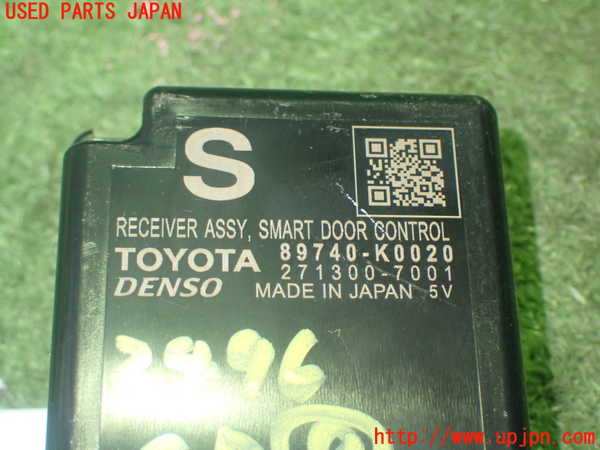 USED PARTS JAPAN
S
RECEIVER ASSY, SMART DOOR CONTROL
TOYOTA 89740-K0020
271300-7001
DENSO MADE IN JAPAN 5V
http://www.upjpn.com